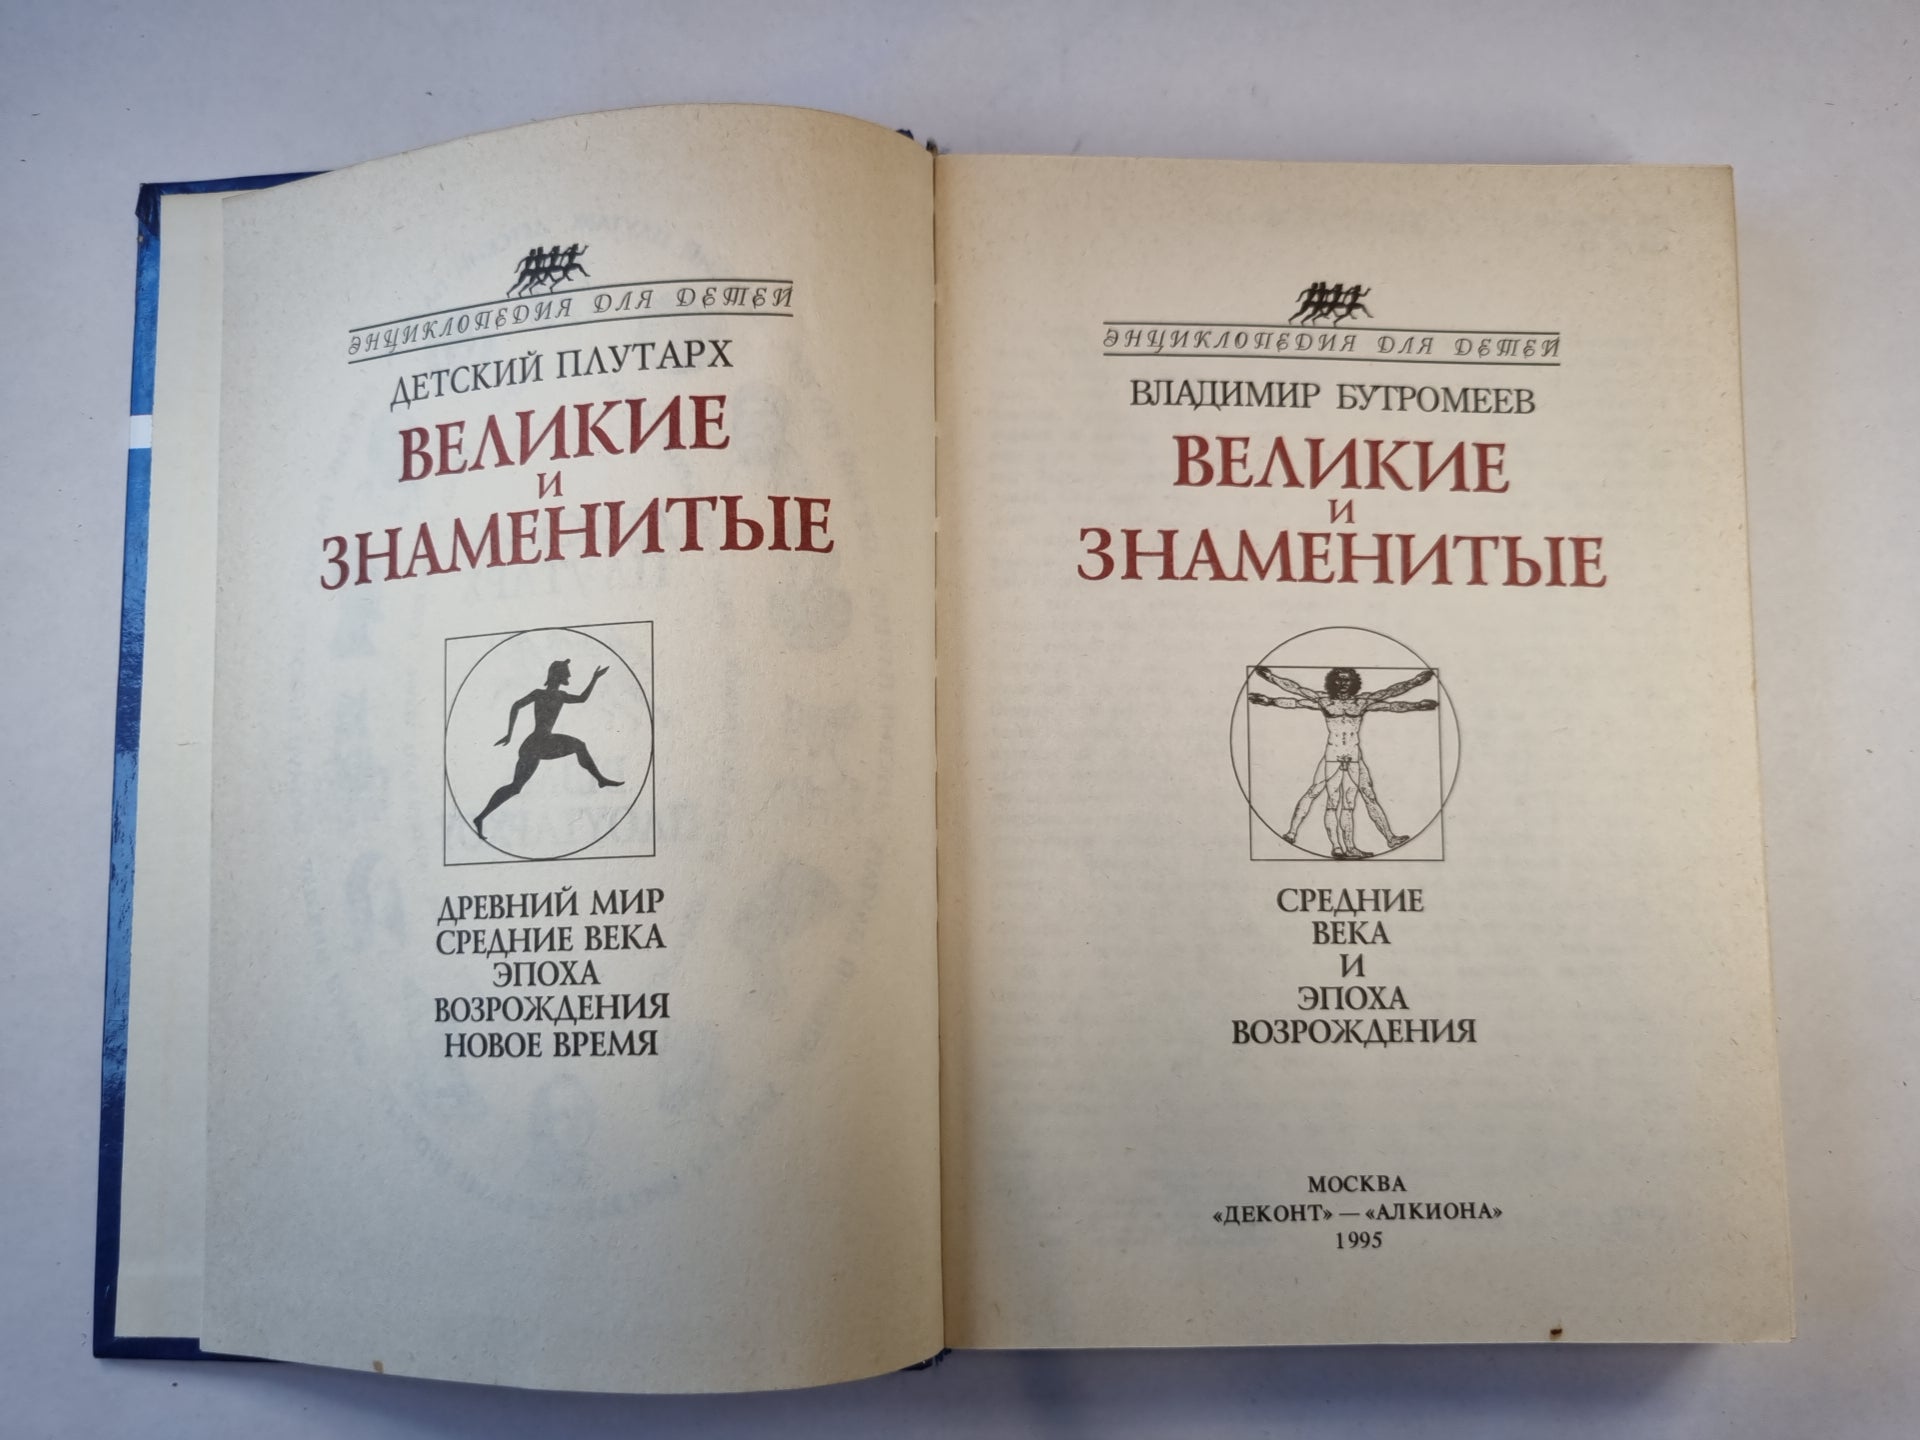 ЭНЦИКЛОПЕДИЯ ДЛЯ ДЕТЕЙ
ДЕТСКИЙ ПЛУТАРХ
ВЕЛИКИЕ
И
ЗНАМЕНИТЫЕ
ДРЕВНИЙ МИР
СРЕДНИЕ ВЕКА
ЭПОХА
ВОЗРОЖДЕНИЯ
НОВОЕ ВРЕМЯ
ЭНЦИКЛОПЕДИЯ ДЛЯ ДЕТЕЙ
ВЛАДИМИР БУТРОМЕЕВ
ВЕЛИКИЕ
И
ЗНАМЕНИТЫЕ
СРЕДНИЕ
ВЕКА
И
ЭПОХА
ВОЗРОЖДЕНИЯ
МОСКВА
«ДЕКОНТ» — «АЛКИОНА»
1995